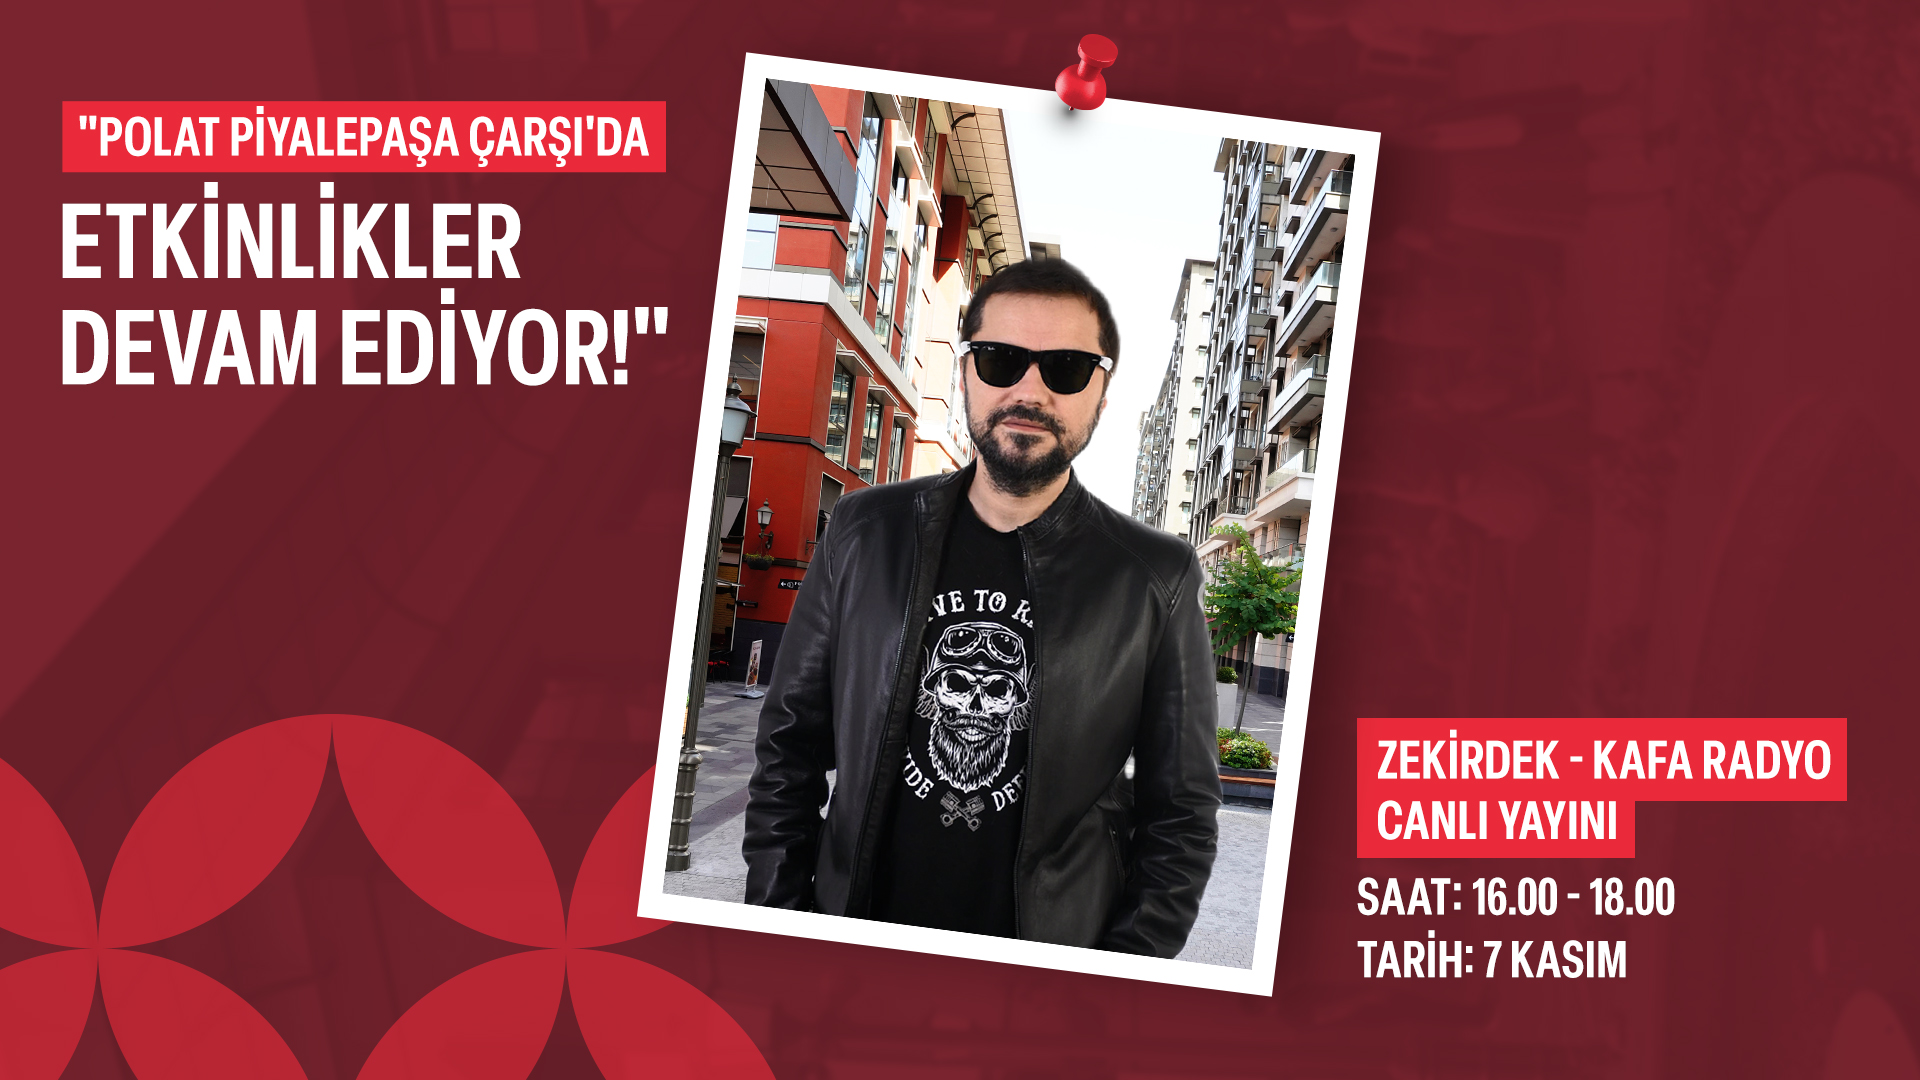 "POLAT PİYALEPAŞA ÇARŞI'DA
ETKİNLİKLER
DEVAM EDİYOR!"
TO
ZEKİRDEK - KAFA RADYO
CANLI YAYINI
SAAT: 16.00 - 18.00
TARİH: 7 KASIM